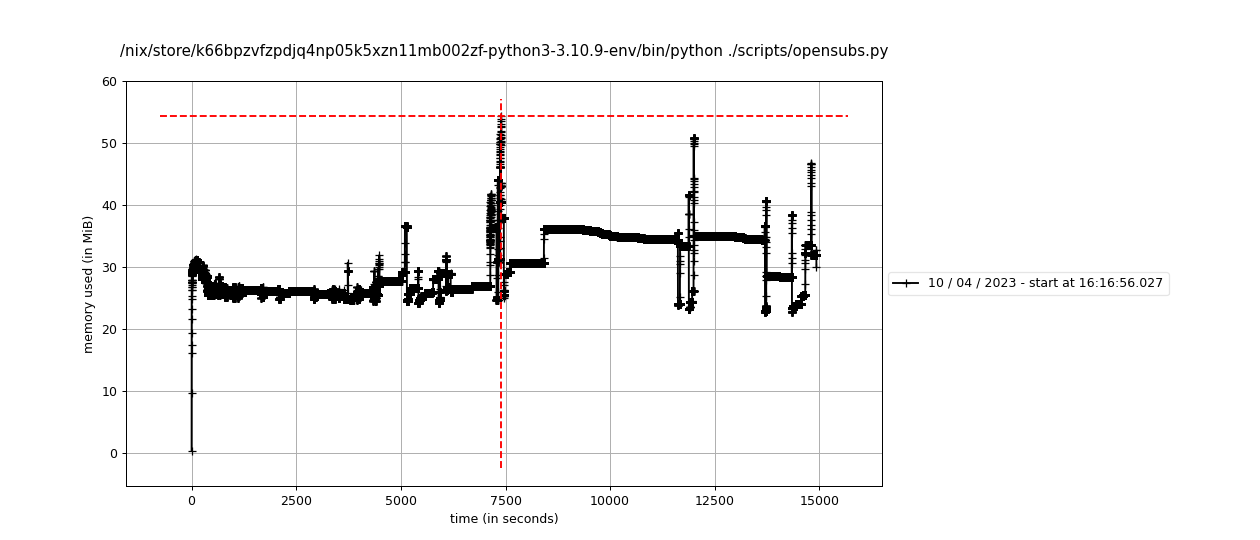 /nix/store/k66bpzvfzpdjq4np05k5xzn11mb002zf-python3-3.10.9-env/bin/python ./scripts/opensubs.py
60
50
40
30
20
10
0
memory used (in MiB)
0 2500 5000 7500 10000 12500 15000
time (in seconds)
10 / 04 / 2023 - start at 16:16:56.027